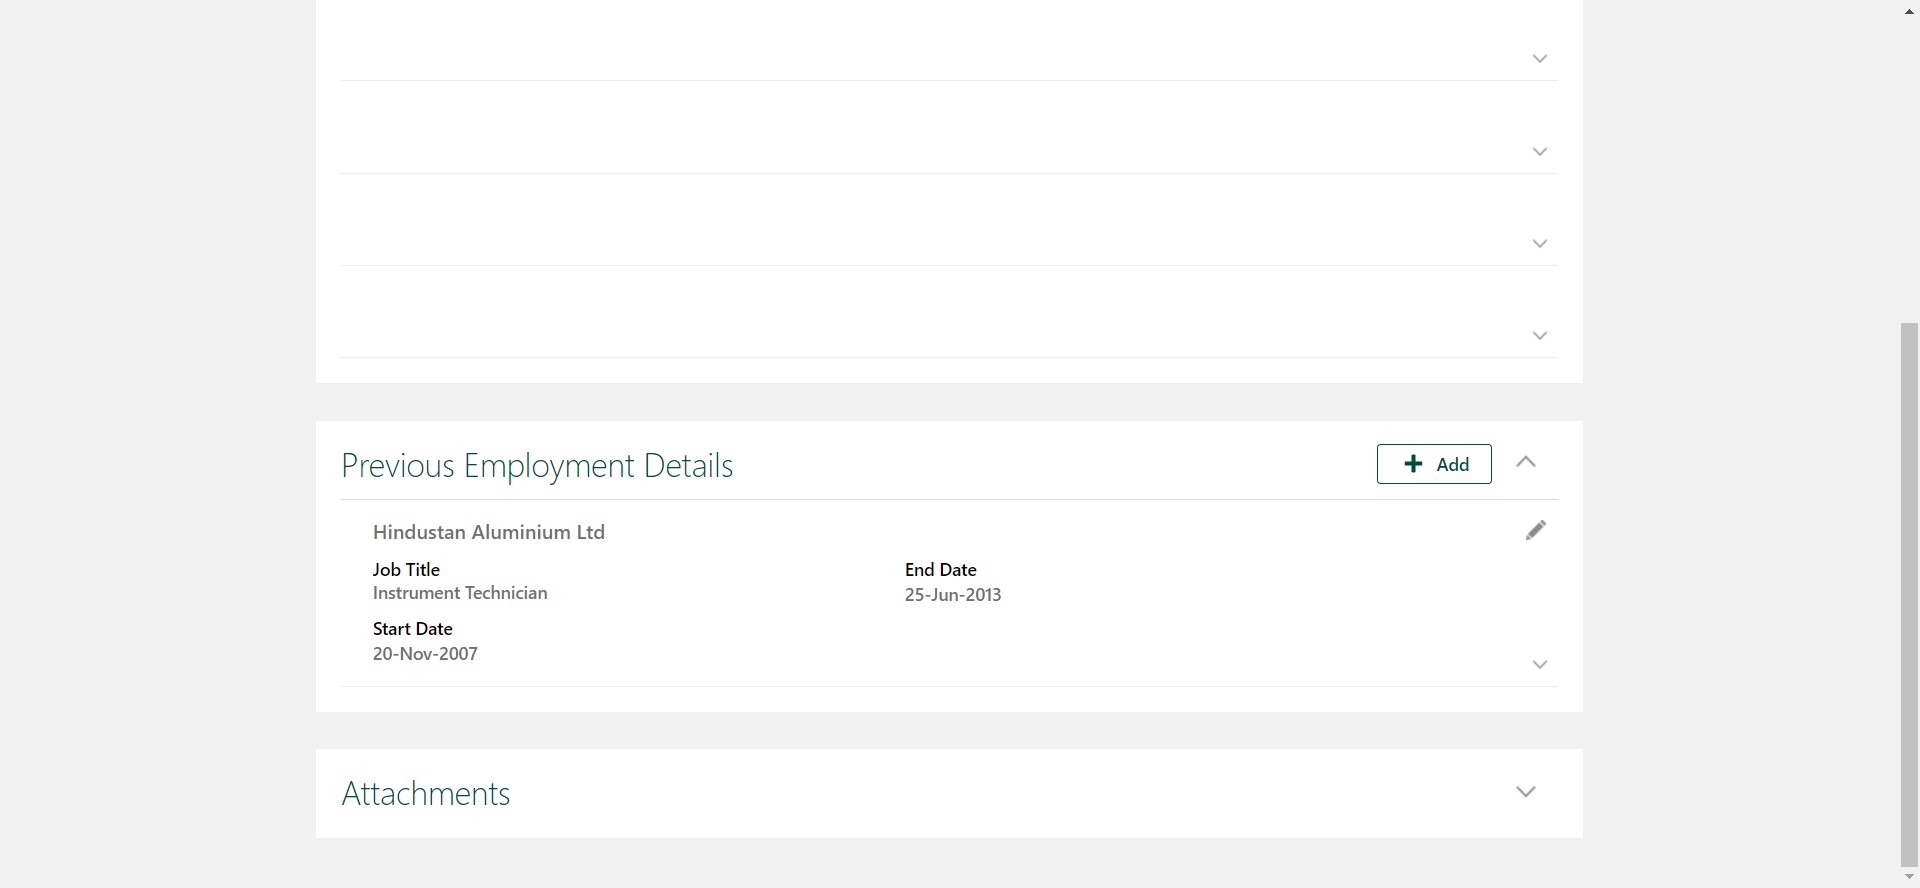 Previous Employment Details
Add
Hindustan Aluminium Ltd
Job Title
Instrument Technician
End Date
25-Jun-2013
Start Date
20-Nov-2007
Attachments